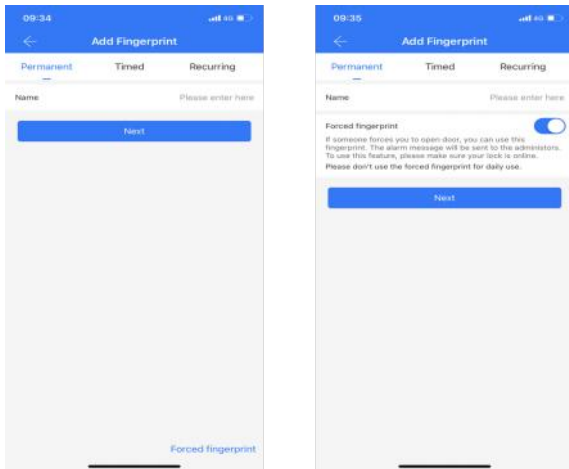 09:34
4G
Add Fingerprint
Permanent Timed Recurring
Name Please enter here
Next
Forced fingerprint
09:35
4G
Add Fingerprint
Permanent Timed Recurring
Name Please enter here
Forced fingerprint
If someone forces you to open door, you can use this
fingerprint. The alarm message will be sent to the administors.
To use this feature, please make sure your lock is online.
Please don't use the forced fingerprint for daily use.
Next